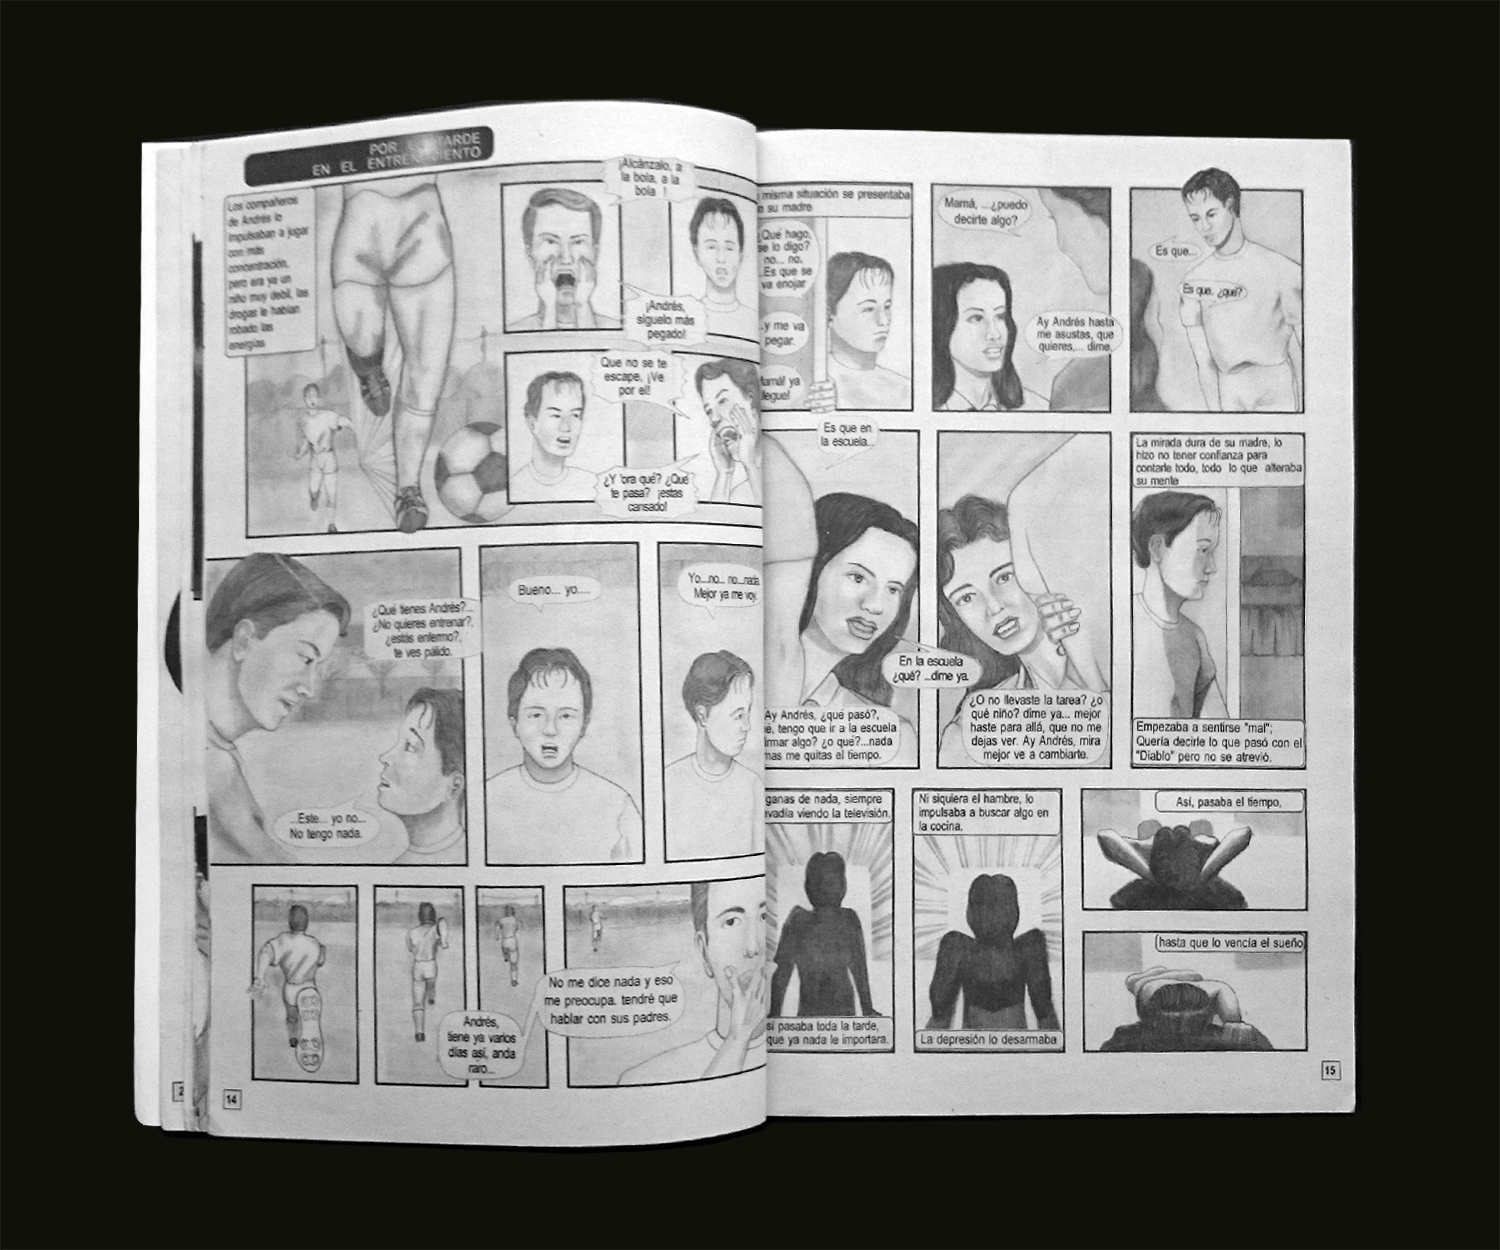 POR TARDE
EN EL ENTRENAMIENTO
Los compañeros
de Andrés lo
impulsaban a jugar
con más
concentración,
pero era ya un
niño muy debil, las
drogas le habían
robado las
energías
¡Alcánzalo, a
la bola, a la
bola !
¡Andrés,
síguelo más
pegado!
Que no se te
escape, ¡Ve
por el!
¿Y 'ora qué? ¿Qué
te pasa? ¡estas
cansado!
¿Qué tienes Andrés?...
¿No quieres entrenar?,
¿estás enfermo?,
te ves pálido.
...Este... yo no...
No tengo nada.
Bueno... yo....
Yo...no... no...nada
Mejor ya me voy.
Andrés,
tiene ya varios
días así, anda
raro...
No me dice nada y eso
me preocupa. tendré que
hablar con sus padres.
14
misma situación se presentaba
su madre
Qué hago,
se lo digo?
no... no.
Es que se
va enojar
..y me va
pegar.
ya
llegue!
Mamá, ...¿puedo
decirte algo?
Ay Andrés hasta
me asustas, que
quieres,... dime.
Es que...
Es que. ¿qué?
Es que en
la escuela...
Ay Andrés, ¿qué pasó?,
tengo que ir a la escuela
algo? ¿o qué?...nada
mas me quitas el tiempo.
En la escuela
¿qué? ...dime ya.
¿O no llevaste la tarea? ¿o
qué niño? dime ya... mejor
haste para allá, que no me
dejas ver. Ay Andrés, mira
mejor ve a cambiarte.
La mirada dura de su madre, lo
hizo no tener confianza para
contarle todo, todo lo que alteraba
su mente
Empezaba a sentirse "mal";
Quería decirle lo que pasó con el
"Diablo" pero no se atrevió.
ganas de nada, siempre
viendo la televisión.
pasaba toda la tarde,
que ya nada le importara.
Ni siquiera el hambre, lo
impulsaba a buscar algo en
la cocina.
La depresión lo desarmaba
Así, pasaba el tiempo,
hasta que lo vencía el sueño
15